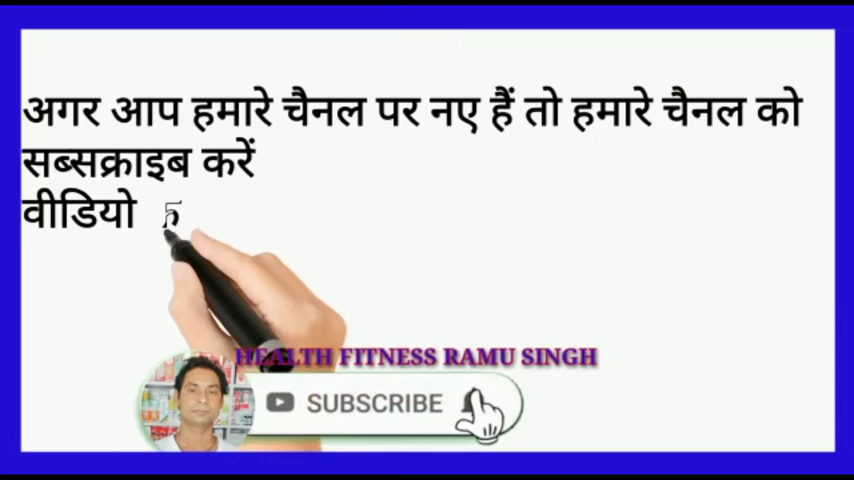 अगर आप हमारे चैनल पर नए हैं तो हमारे चैनल को
सब्सक्राइब करें
वीडियो
HEALTH FITNESS RAMU SINGH
SUBSCRIBE